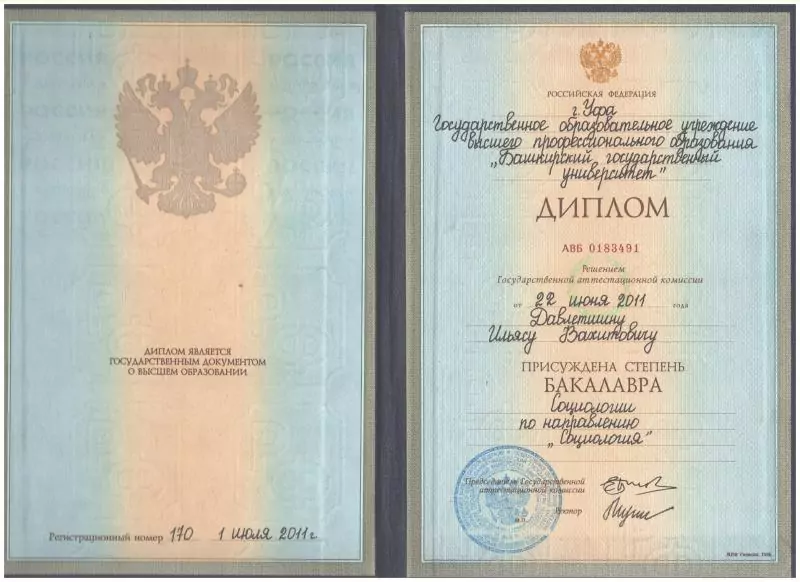 ДИПЛОМ ЯВЛЯЕТСЯ
ГОСУДАРСТВЕННЫМ ДОКУМЕНТОМ
О ВЫСШЕМ ОБРАЗОВАНИИ
Регистрационный номер 170 1 июля 2011 г.
РОССИЙСКАЯ ФЕДЕРАЦИЯ
г. Уфа
Государственное образовательное учреждение
высшего профессионального образования
„Башкирский государственный
университет"
ДИПЛОМ
АВБ 0183491
Решением
Государственной аттестационной комиссии
от 22 июня 2011 года
Давлетшину
Ильясу Вахитовичу
ПРИСУЖДЕНА СТЕПЕНЬ
БАКАЛАВРА
Социологии
по направлению
„Социология"
Председатель Государственной
аттестационной комиссии
Ректор
М.П.